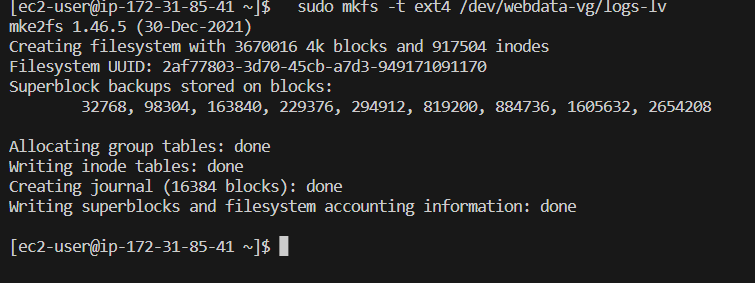 [ec2-user@ip-172-31-85-41 ~]$   sudo mkfs -t ext4 /dev/webdata-vg/logs-lv
mke2fs 1.46.5 (30-Dec-2021)
Creating filesystem with 3670016 4k blocks and 917504 inodes
Filesystem UUID: 2af77803-3d70-45cb-a7d3-949171091170
Superblock backups stored on blocks:
        32768, 98304, 163840, 229376, 294912, 819200, 884736, 1605632, 2654208
Allocating group tables: done
Writing inode tables: done
Creating journal (16384 blocks): done
Writing superblocks and filesystem accounting information: done
[ec2-user@ip-172-31-85-41 ~]$